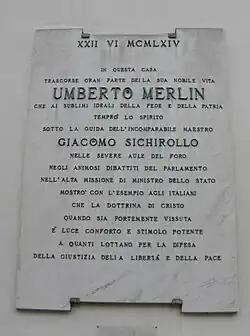 XXII VI MCMLXIV
IN QUESTA CASA
TRASCORSE GRAN PARTE DELLA SUA NOBILE VITA
UMBERTO MERLIN
CHE AI SUBLIMI IDEALI DELLA FEDE E DELLA PATRIA
TEMPRÒ LO SPIRITO
SOTTO LA GUIDA DELL'INCOMPARABILE MAESTRO
GIACOMO SICHIROLLO
NELLE SEVERE AULE DEL FORO
NEGLI ANIMOSI DIBATTITI DEL PARLAMENTO
NELL'ALTA MISSIONE DI MINISTRO DELLO STATO
MOSTRÒ CON L'ESEMPIO AGLI ITALIANI
CHE LA DOTTRINA DI CRISTO
QUANDO SIA FORTEMENTE VISSUTA
È LUCE CONFORTO E STIMOLO POTENTE
A QUANTI LOTTANO PER LA DIFESA
DELLA GIUSTIZIA DELLA LIBERTÀ E DELLA PACE